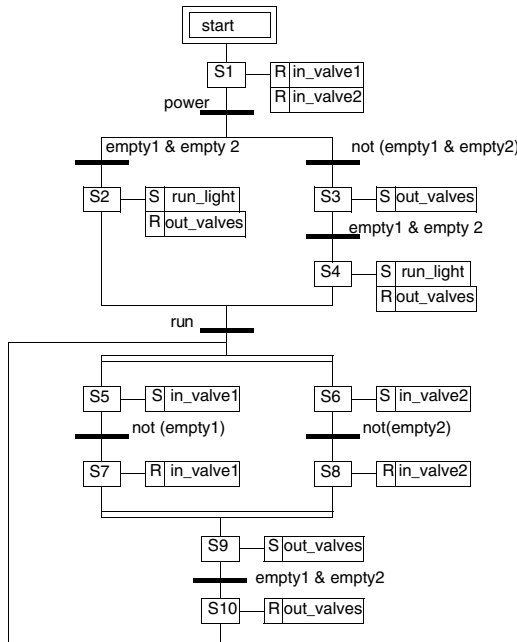 start
S1 R in_valve1
R in_valve2
power
empty1 & empty 2 not (empty1 & empty2)
S2 S run_light S3 S out_valves
R out_valves empty1 & empty 2
S4 S run_light
R out_valves
run
S5 S in_valve1 S6 S in_valve2
not (empty1) not(empty2)
S7 R in_valve1 S8 R in_valve2
S9 S out_valves
empty1 & empty2
S10 R out_valves